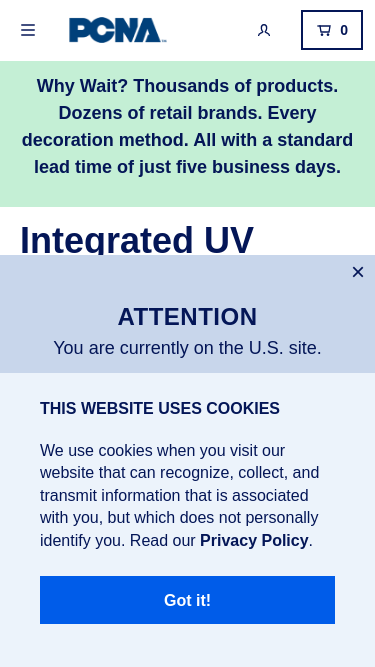 PCNA
0
Why Wait? Thousands of products.
Dozens of retail brands. Every
decoration method. All with a standard
lead time of just five business days.
Integrated UV
×
ATTENTION
You are currently on the U.S. site.
THIS WEBSITE USES COOKIES
We use cookies when you visit our
website that can recognize, collect, and
transmit information that is associated
with you, but which does not personally
identify you. Read our Privacy Policy.
Got it!